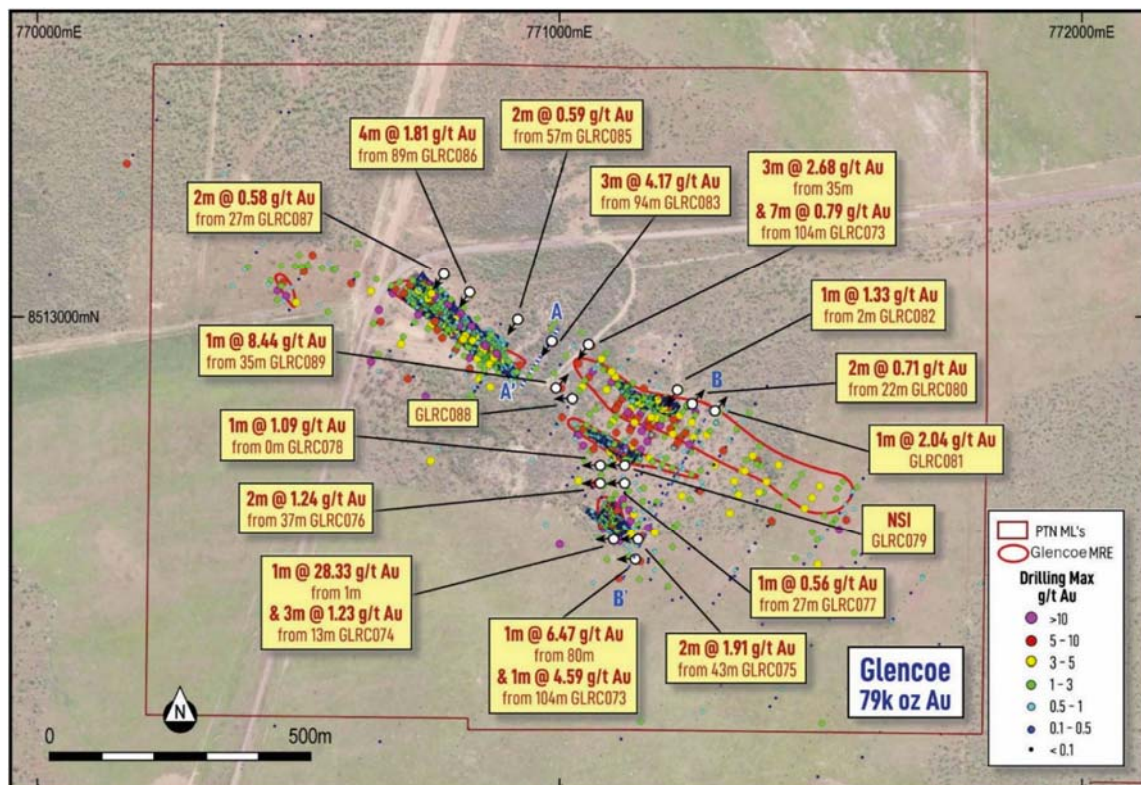 770000mE
771000mE
772000mE
2m @ 0.59 g/t Au
from 57m GLRC085
4m @ 1.81 g/t Au
from 89m GLRC086
3m @ 4.17 g/t Au
from 94m GLRC083
3m @ 2.68 g/t Au
from 35m
& 7m @ 0.79 g/t Au
from 104m GLRC073
2m @ 0.58 g/t Au
from 27m GLRC087
1m @ 1.33 g/t Au
from 2m GLRC082
8513000mN
A
1m @ 8.44 g/t Au
from 35m GLRC089
2m @ 0.71 g/t Au
from 22m GLRC080
A'
B
GLRC088
1m @ 1.09 g/t Au
from 0m GLRC078
1m @ 2.04 g/t Au
GLRC081
2m @ 1.24 g/t Au
from 37m GLRC076
NSI
GLRC079
1m @ 28.33 g/t Au
from 1m
& 3m @ 1.23 g/t Au
from 13m GLRC074
1m @ 0.56 g/t Au
from 27m GLRC077
B'
1m @ 6.47 g/t Au
from 80m
& 1m @ 4.59 g/t Au
from 104m GLRC073
2m @ 1.91 g/t Au
from 43m GLRC075
Glencoe
79k oz Au
N
0
500m
PTN ML's
Glencoe MRE
Drilling Max
g/t Au
>10
5 - 10
3 - 5
1 - 3
0.5 - 1
0.1 - 0.5
< 0.1